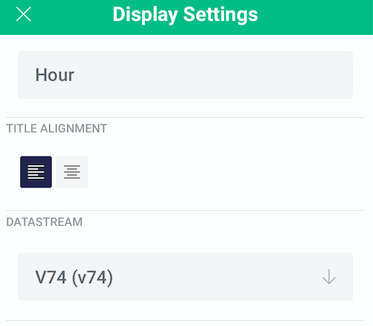 Display Settings
Hour
TITLE ALIGNMENT
DATASTREAM
V74 (v74)